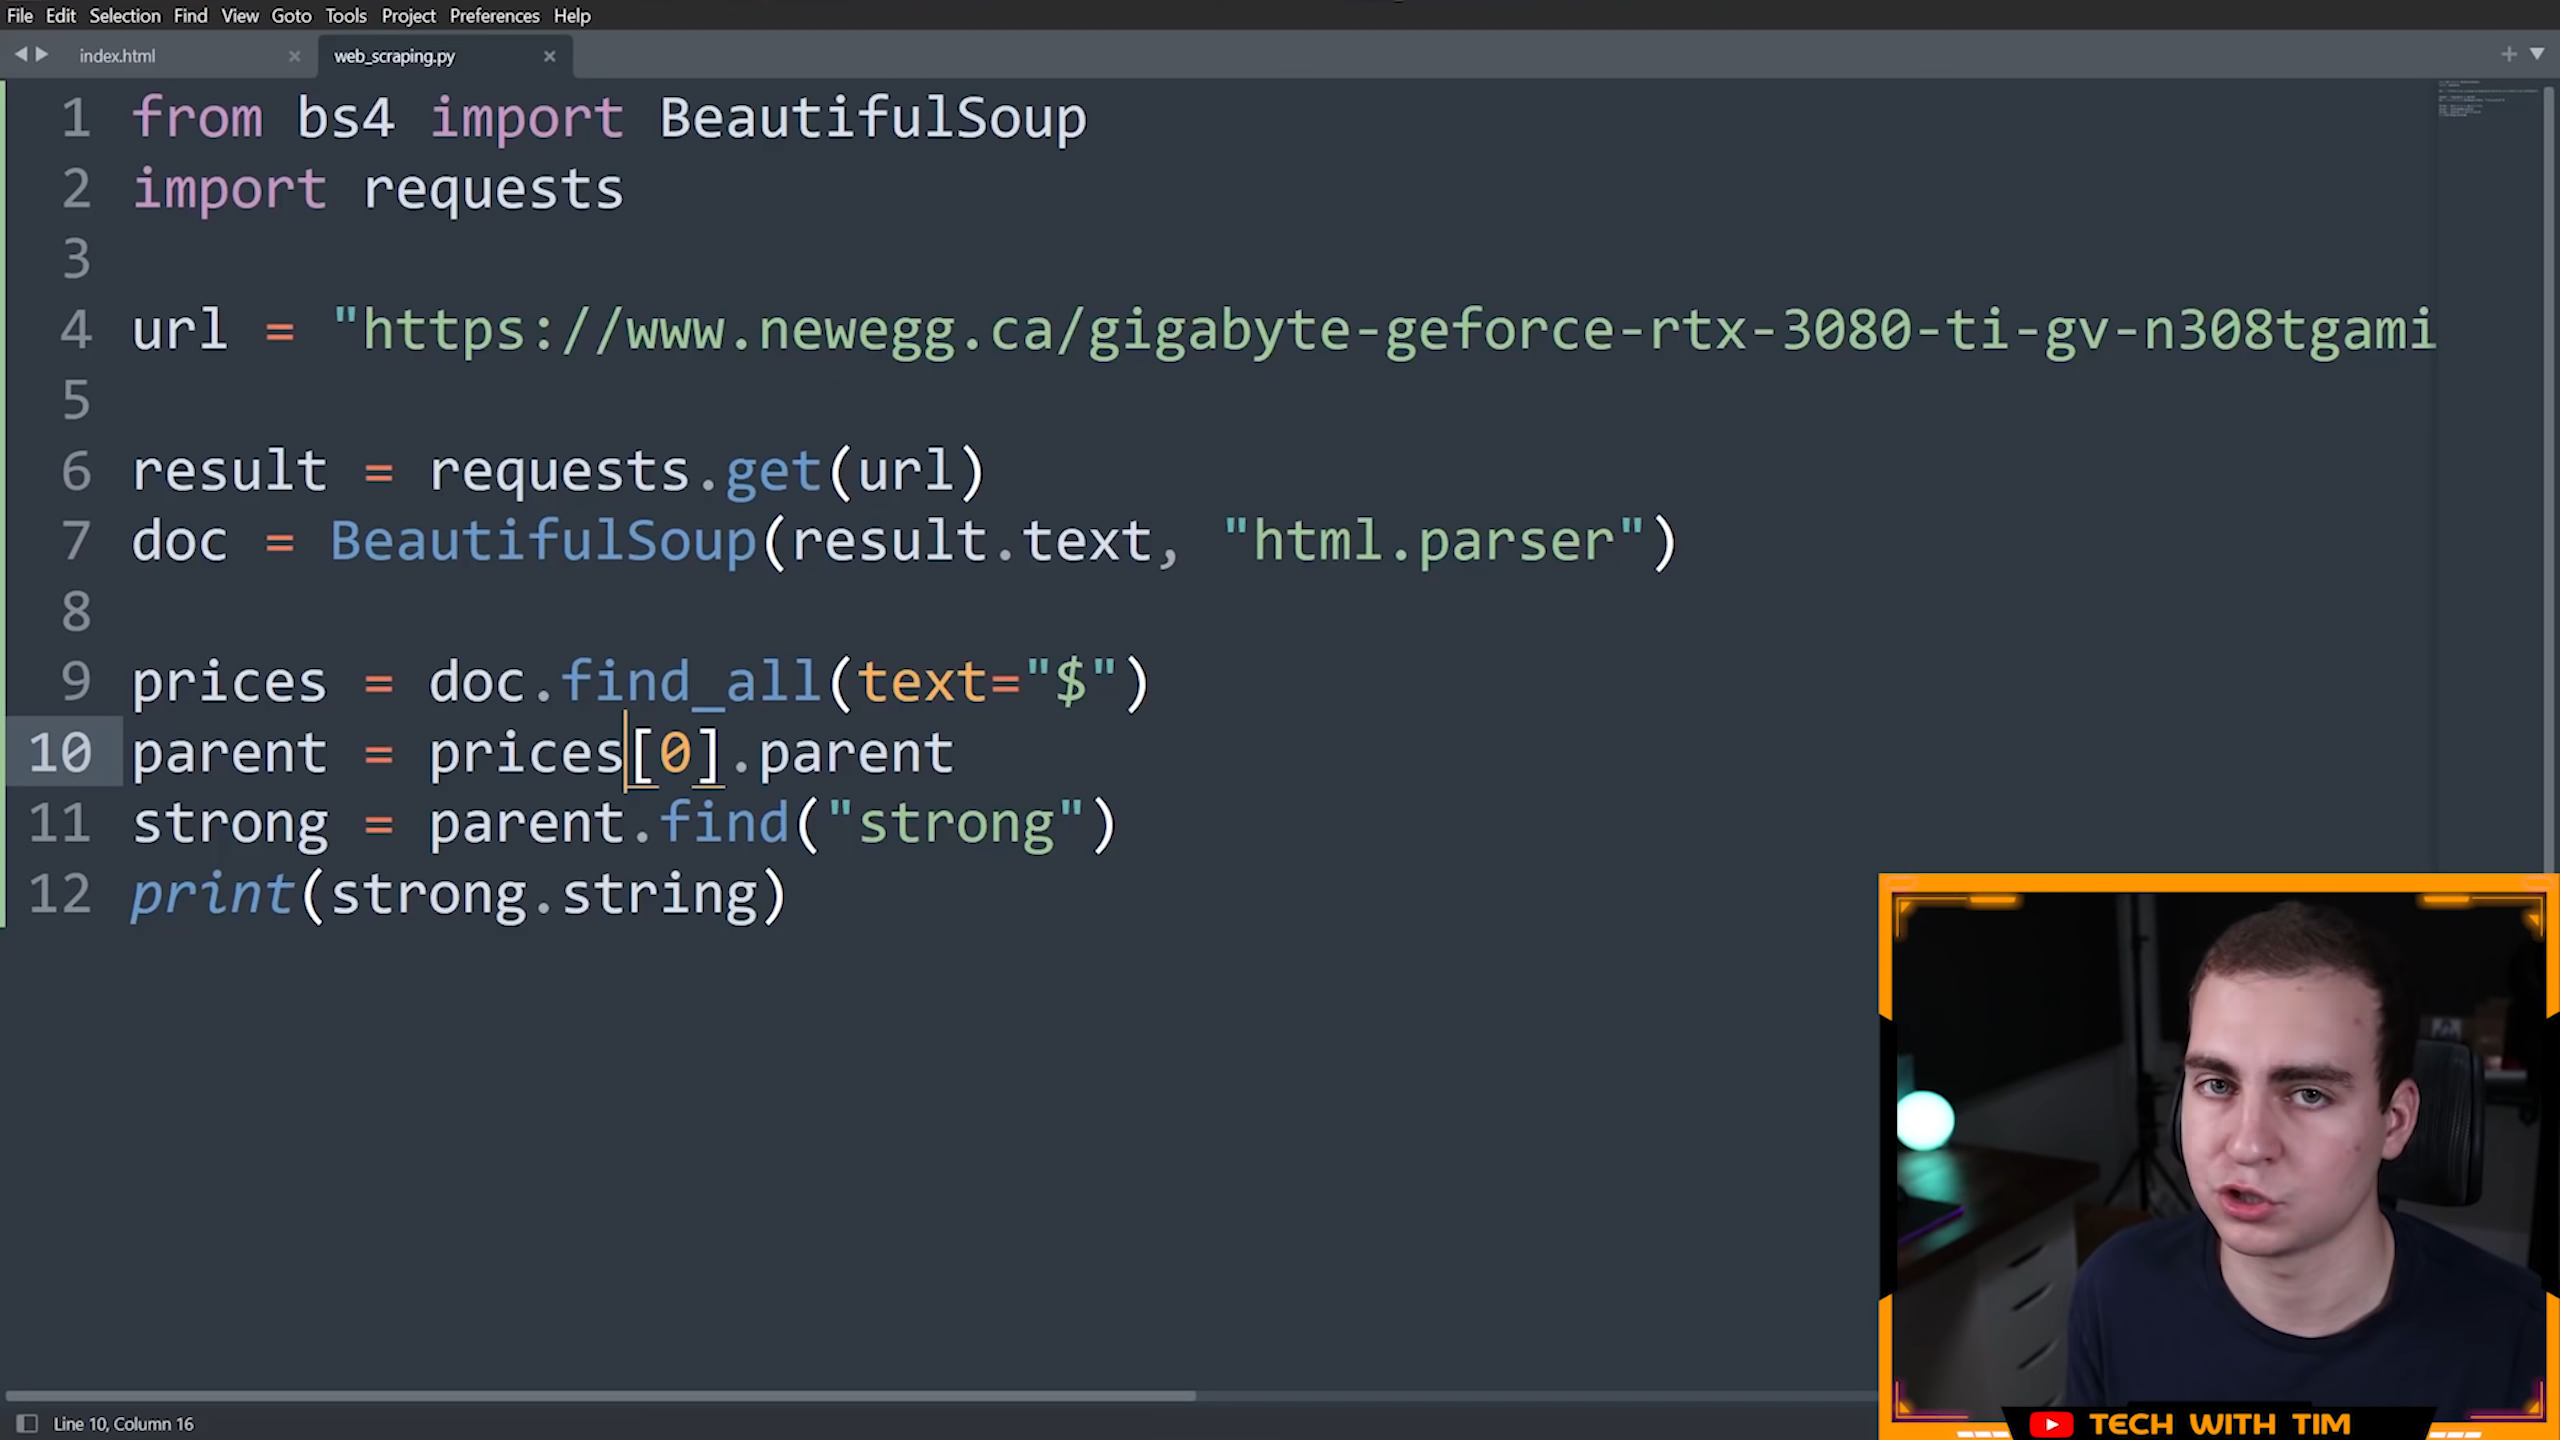 File Edit Selection Find View Goto Tools Project Preferences Help
index.html × web_scraping.py ×
1 from bs4 import BeautifulSoup
2 import requests
3
4 url = "https://www.newegg.ca/gigabyte-geforce-rtx-3080-ti-gv-n308tgami
5
6 result = requests.get(url)
7 doc = BeautifulSoup(result.text, "html.parser")
8
9 prices = doc.find_all(text="$")
10 parent = prices[0].parent
11 strong = parent.find("strong")
12 print(strong.string)
Line 10, Column 16
TECH WITH TIM